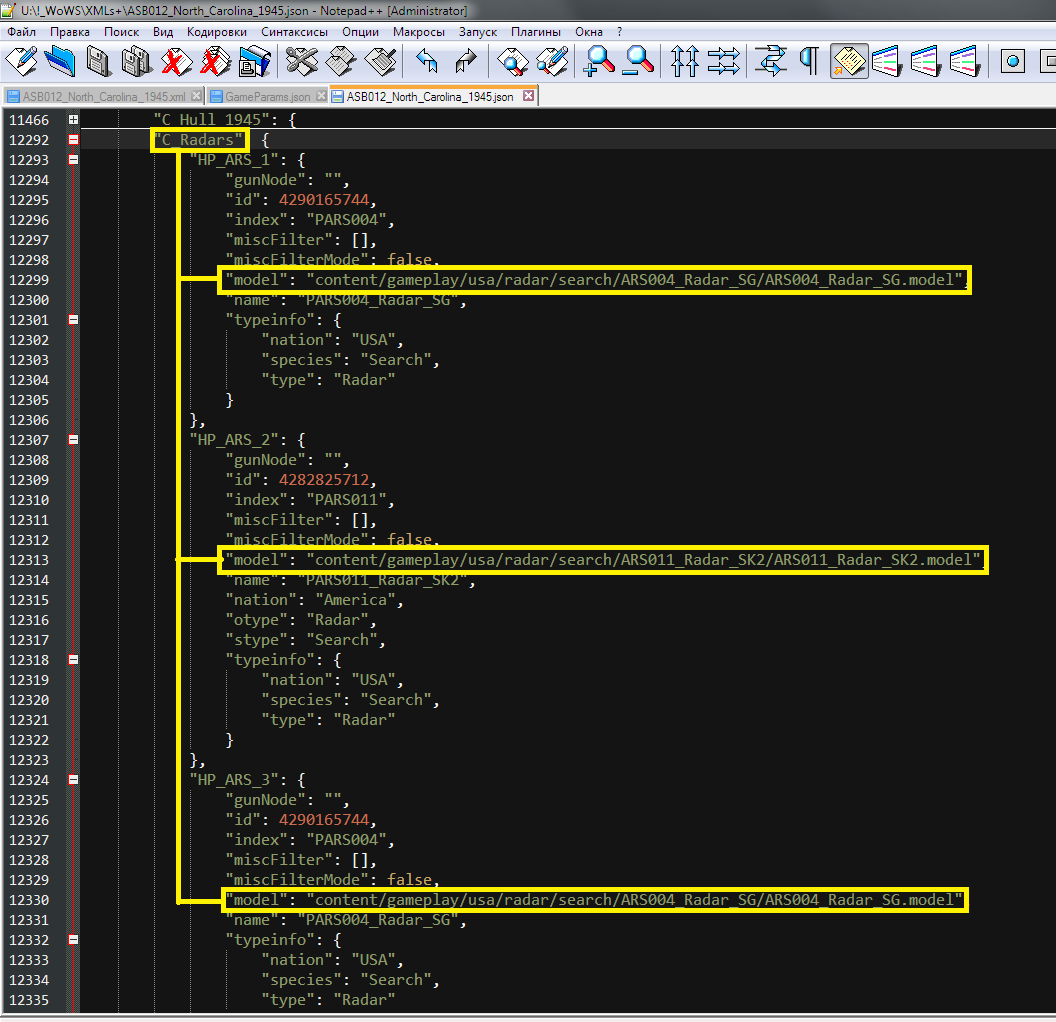 U:\!_WoWS\XMLs+\ASB012_North_Carolina_1945.json - Notepad++ [Administrator]
Файл Правка Поиск Вид Кодировки Синтаксисы Опции Макросы Запуск Плагины Окна ?
ASB012_North_Carolina_1945.xml GameParams.json ASB012_North_Carolina_1945.json
11466 "C_Hull_1945": {
12292 "C_Radars" {
12293 "HP_ARS_1": {
12294 "gunNode": "",
12295 "id": 4290165744,
12296 "index": "PARS004",
12297 "miscFilter": [],
12298 "miscFilterMode": false,
12299 "model": "content/gameplay/usa/radar/search/ARS004_Radar_SG/ARS004_Radar_SG.model",
12300 "name": "PARS004_Radar_SG",
12301 "typeinfo": {
12302 "nation": "USA",
12303 "species": "Search",
12304 "type": "Radar"
12305 }
12306 },
12307 "HP_ARS_2": {
12308 "gunNode": "",
12309 "id": 4282825712,
12310 "index": "PARS011",
12311 "miscFilter": [],
12312 "miscFilterMode": false,
12313 "model": "content/gameplay/usa/radar/search/ARS011_Radar_SK2/ARS011_Radar_SK2.model",
12314 "name": "PARS011_Radar_SK2",
12315 "nation": "America",
12316 "otype": "Radar",
12317 "stype": "Search",
12318 "typeinfo": {
12319 "nation": "USA",
12320 "species": "Search",
12321 "type": "Radar"
12322 }
12323 },
12324 "HP_ARS_3": {
12325 "gunNode": "",
12326 "id": 4290165744,
12327 "index": "PARS004",
12328 "miscFilter": [],
12329 "miscFilterMode": false,
12330 "model": "content/gameplay/usa/radar/search/ARS004_Radar_SG/ARS004_Radar_SG.model"
12331 "name": "PARS004_Radar_SG",
12332 "typeinfo": {
12333 "nation": "USA",
12334 "species": "Search",
12335 "type": "Radar"